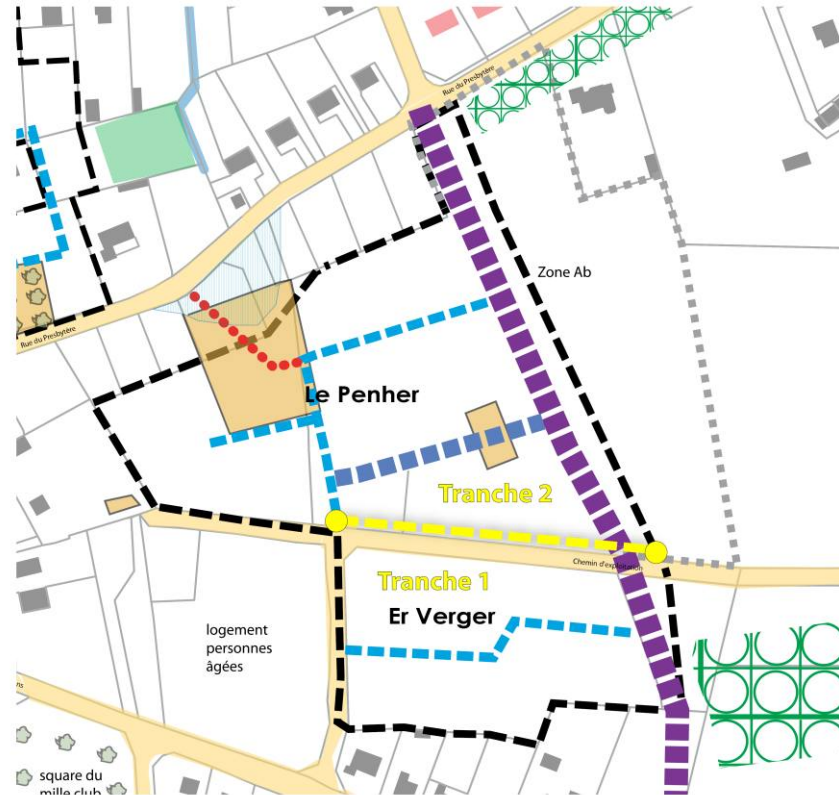 Rue du Presbytère
Zone Ab
Rue du Presbytère
Le Penher
Tranche 2
Chemin d'exploitation
Tranche 1
Er Verger
logement
personnes
âgées
square du
mille club